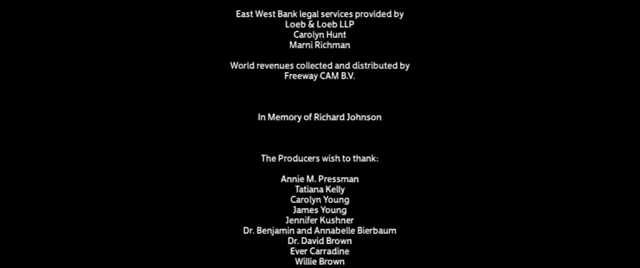 East West Bank legal services provided by
Loeb & Loeb LLP
Carolyn Hunt
Marni Richman
World revenues collected and distributed by
Freeway CAM B.V.
In Memory of Richard Johnson
The Producers wish to thank:
Annie M. Pressman
Tatiana Kelly
Carolyn Young
James Young
Jennifer Kushner
Dr. Benjamin and Annabelle Bierbaum
Dr. David Brown
Ever Carradine
Willie Brown